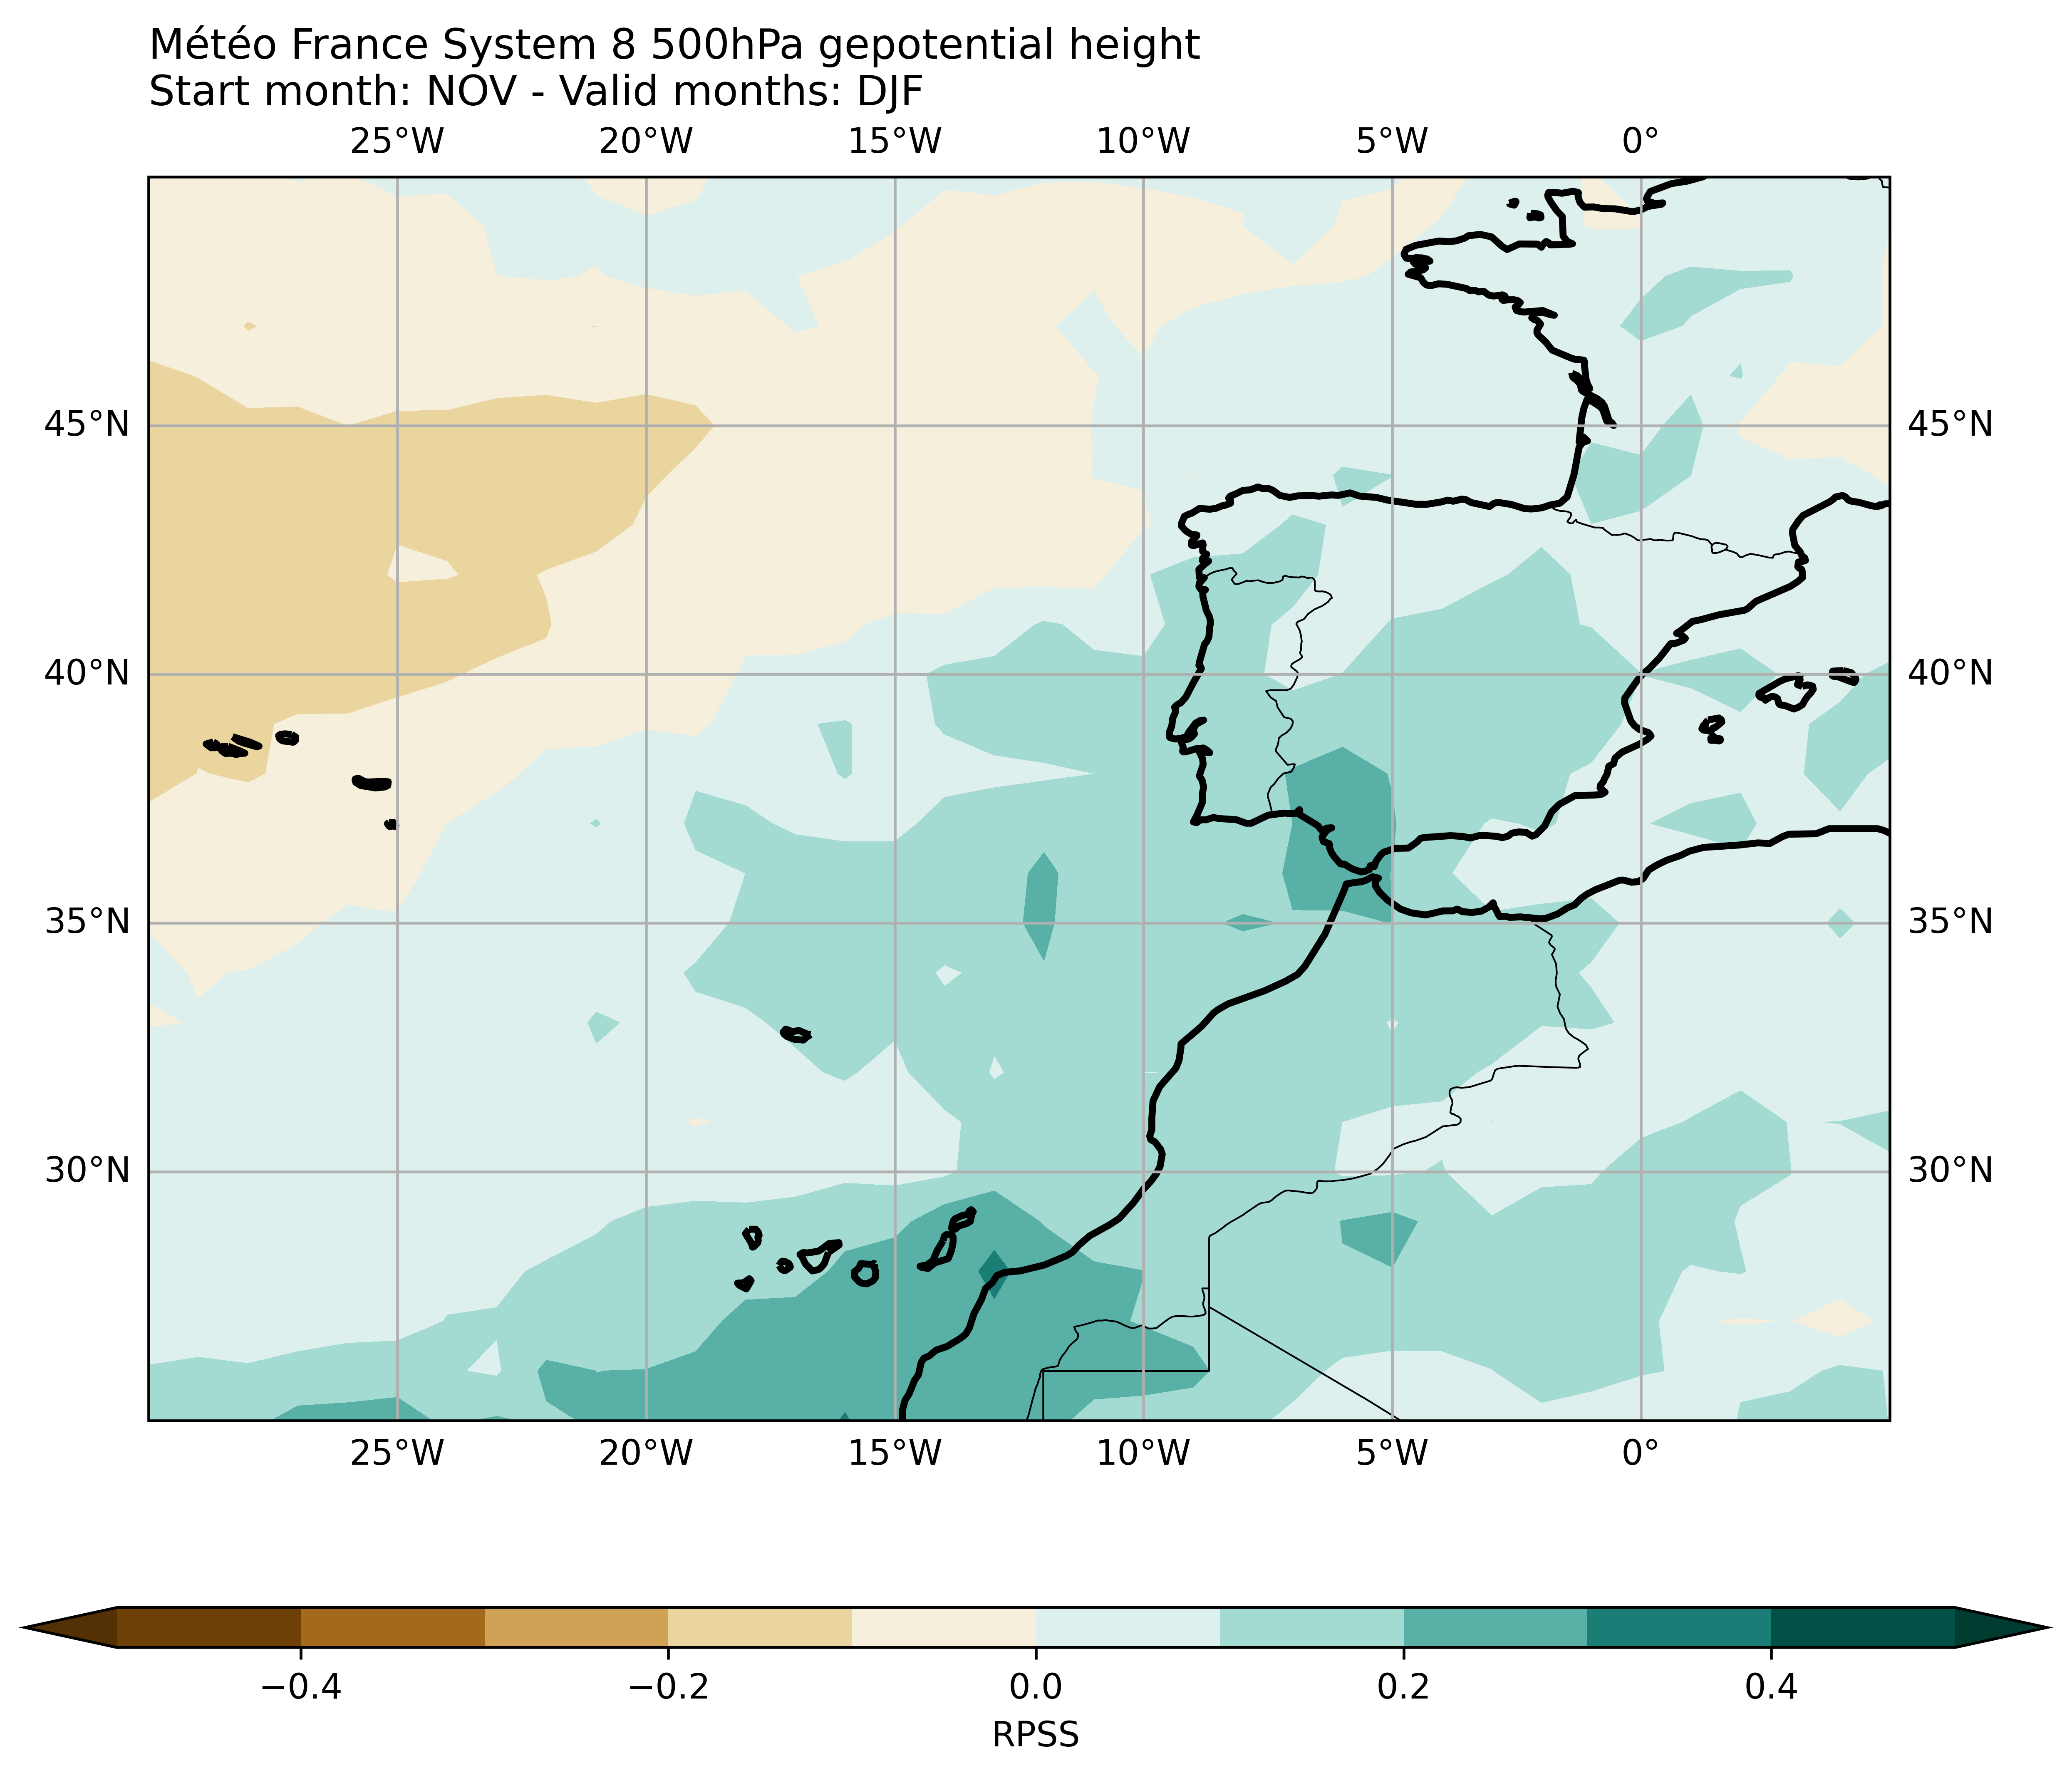 Météo France System 8 500hPa gepotential height
Start month: NOV - Valid months: DJF
25°W 20°W 15°W 10°W 5°W 0°
45°N 45°N
40°N 40°N
35°N 35°N
30°N 30°N
25°W 20°W 15°W 10°W 5°W 0°
−0.4 −0.2 0.0 0.2 0.4
RPSS